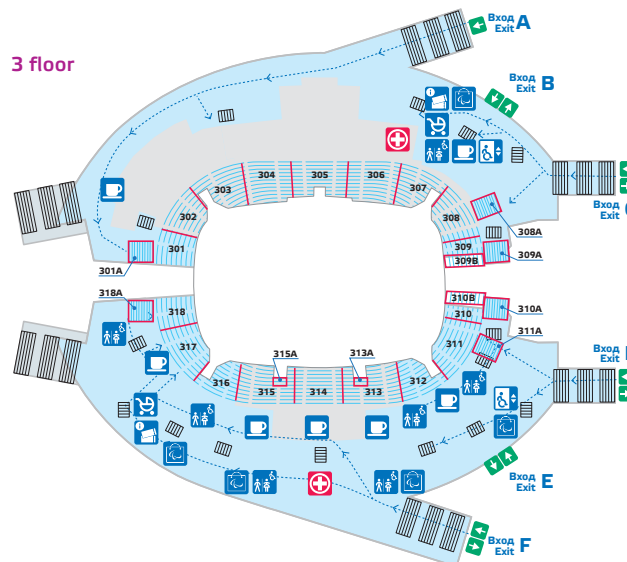 3 floor
Вход
Exit A
Вход
Exit B
Вход
Exit
304
305
306
303
307
302
308
301
309
309B
308A
309A
301A
318A
310B
310A
318
310
311A
317
311
315A
313A
316
315
314
313
312
Вход
Exit
Вход
Exit E
Вход
Exit F